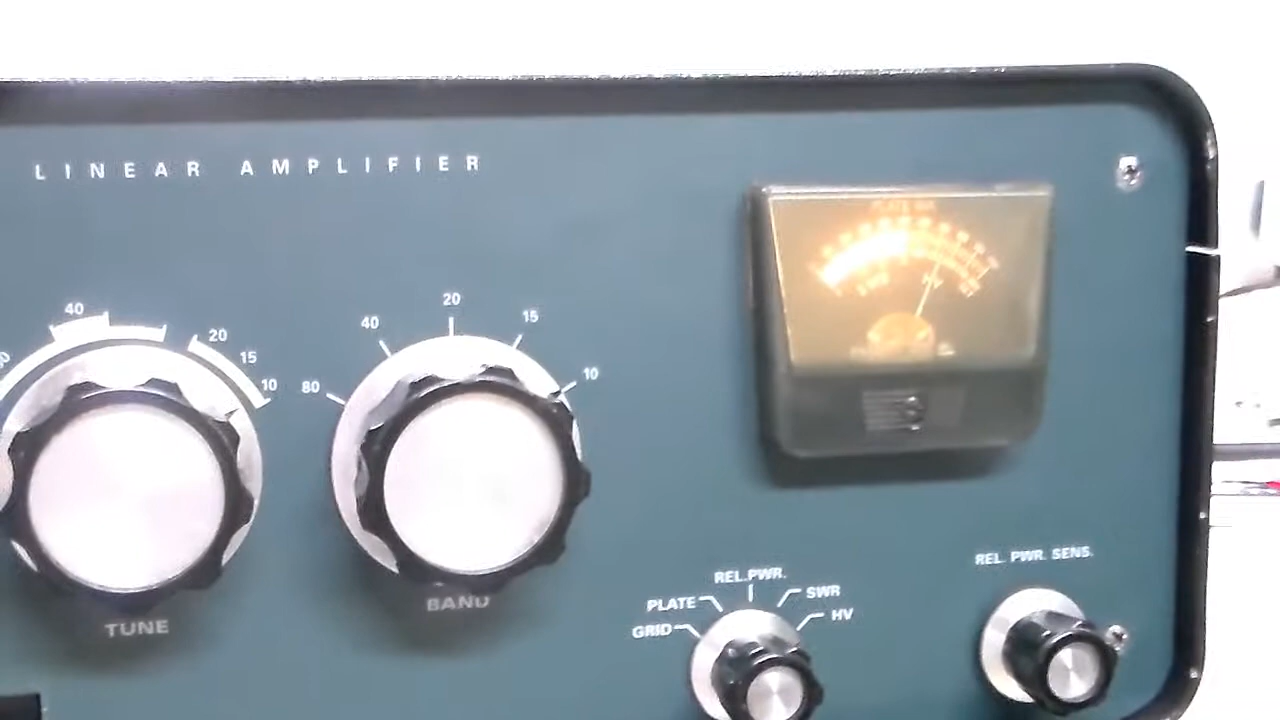 LINEAR AMPLIFIER
40
20
15
10
TUNE
80
40
20
15
10
BAND
REL.PWR.
PLATE
SWR
GRID
HV
REL. PWR. SENS.